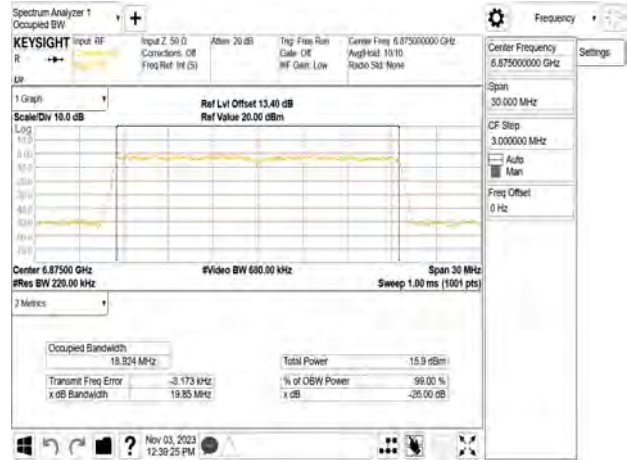 Spectrum Analyzer 1
Occupied BW
+
Frequency
KEYSIGHT
Input: RF
Input Z: 50 Ω
Atten: 20 dB
Trig: Free Run
Center Freq: 6.875000000 GHz
Corrections: Off
Gate: Off
Avg|Hold: 10/10
R
Freq Ref: Int (S)
#IF Gain: Low
Radio Std: None
Center Frequency
6.875000000 GHz
Settings
Span
30.000 MHz
CF Step
3.000000 MHz
Auto
Man
Freq Offset
0 Hz
1 Graph
Scale/Div 10.0 dB
Ref Lvl Offset 13.40 dB
Ref Value 20.00 dBm
Log
Center 6.87500 GHz
#Res BW 220.00 kHz
#Video BW 680.00 kHz
Span 30 MHz
Sweep 1.00 ms (1001 pts)
2 Metrics
Occupied Bandwidth
18.924 MHz
Total Power
15.9 dBm
Transmit Freq Error
-3.173 kHz
% of OBW Power
99.00 %
x dB Bandwidth
19.85 MHz
x dB
-26.00 dB
?
Nov 03, 2023
12:39:25 PM